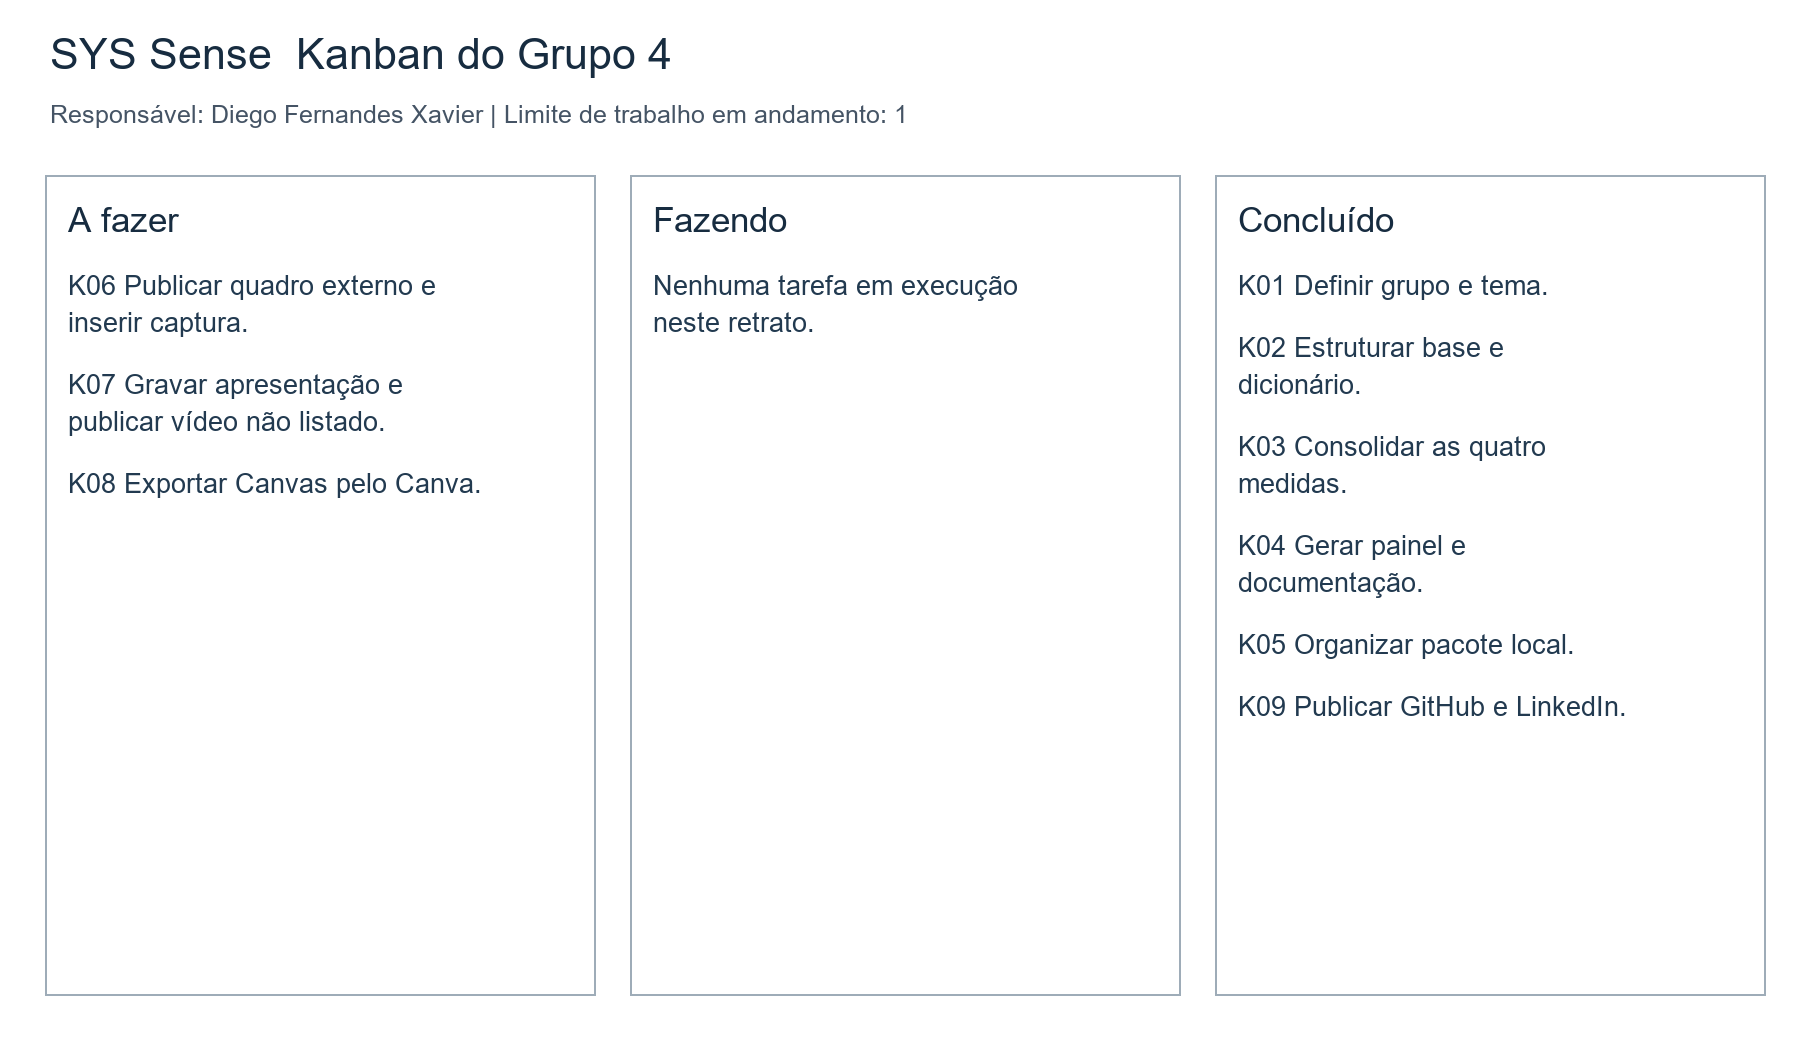 SYS Sense  Kanban do Grupo 4
Responsável: Diego Fernandes Xavier | Limite de trabalho em andamento: 1
A fazer
K06 Publicar quadro externo e
inserir captura.
K07 Gravar apresentação e
publicar vídeo não listado.
K08 Exportar Canvas pelo Canva.
Fazendo
Nenhuma tarefa em execução
neste retrato.
Concluído
K01 Definir grupo e tema.
K02 Estruturar base e
dicionário.
K03 Consolidar as quatro
medidas.
K04 Gerar painel e
documentação.
K05 Organizar pacote local.
K09 Publicar GitHub e LinkedIn.